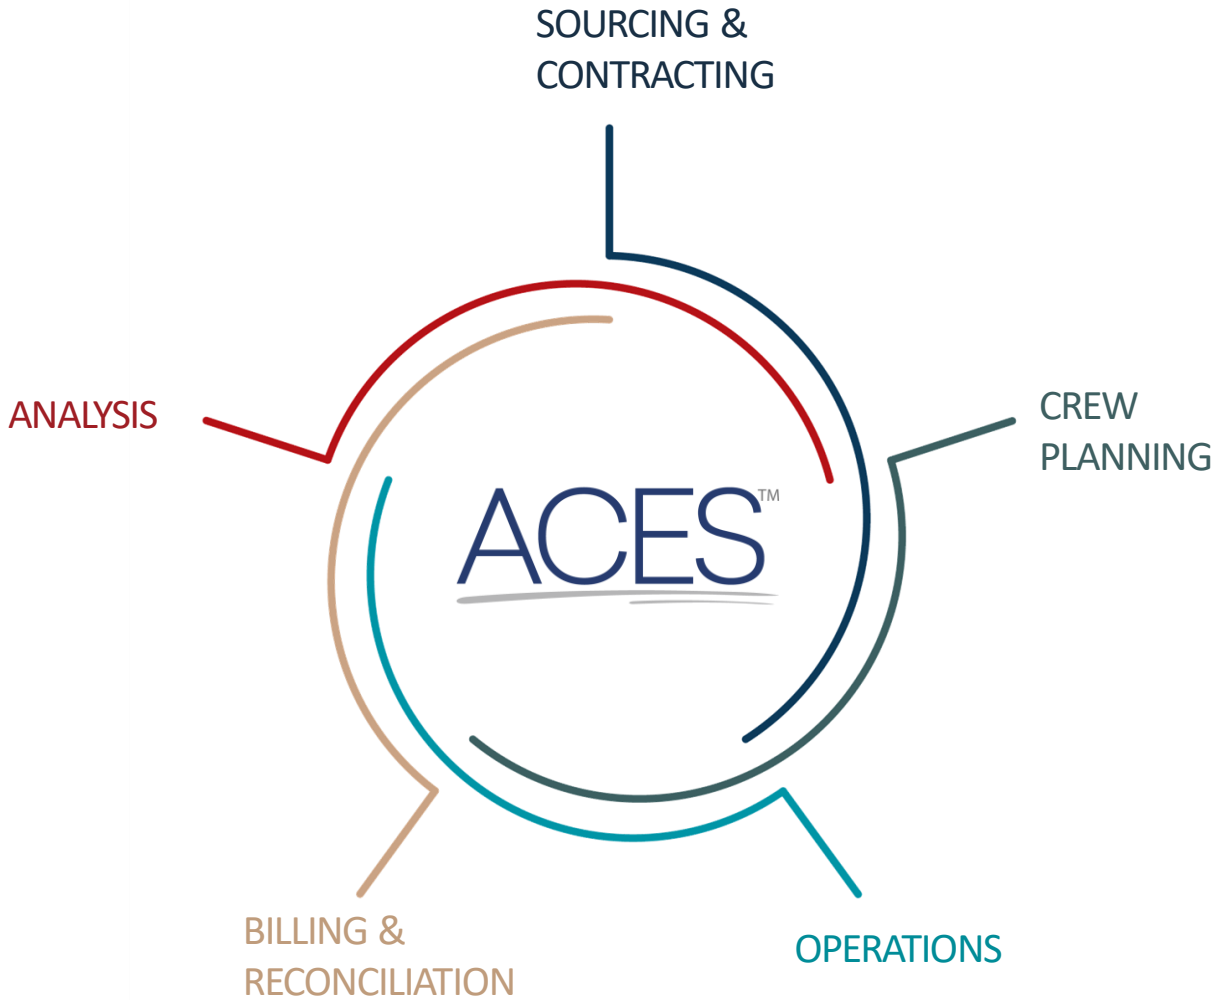 SOURCING &
CONTRACTING
ANALYSIS
CREW
PLANNING
ACES™
BILLING &
RECONCILIATION
OPERATIONS